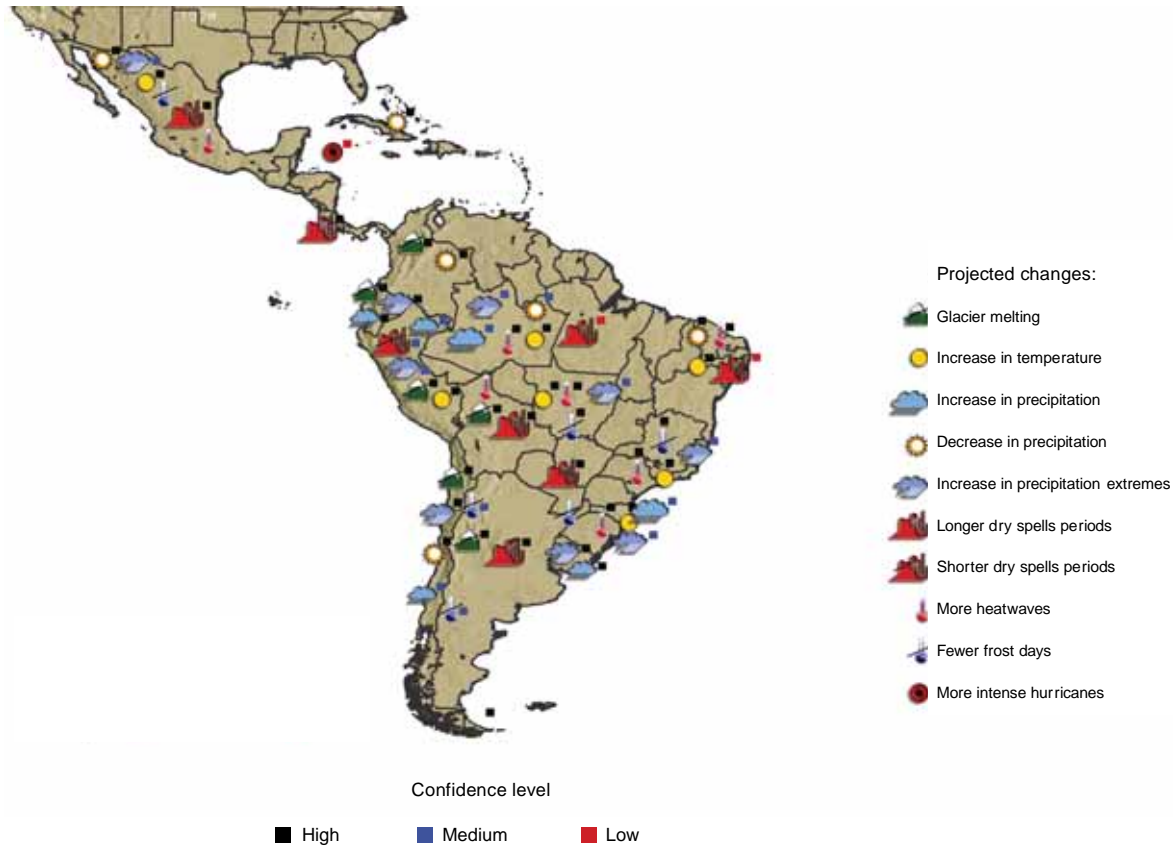 Projected changes:
Glacier melting
Increase in temperature
Increase in precipitation
Decrease in precipitation
Increase in precipitation extremes
Longer dry spells periods
Shorter dry spells periods
More heatwaves
Fewer frost days
More intense hurricanes
Confidence level
High Medium Low